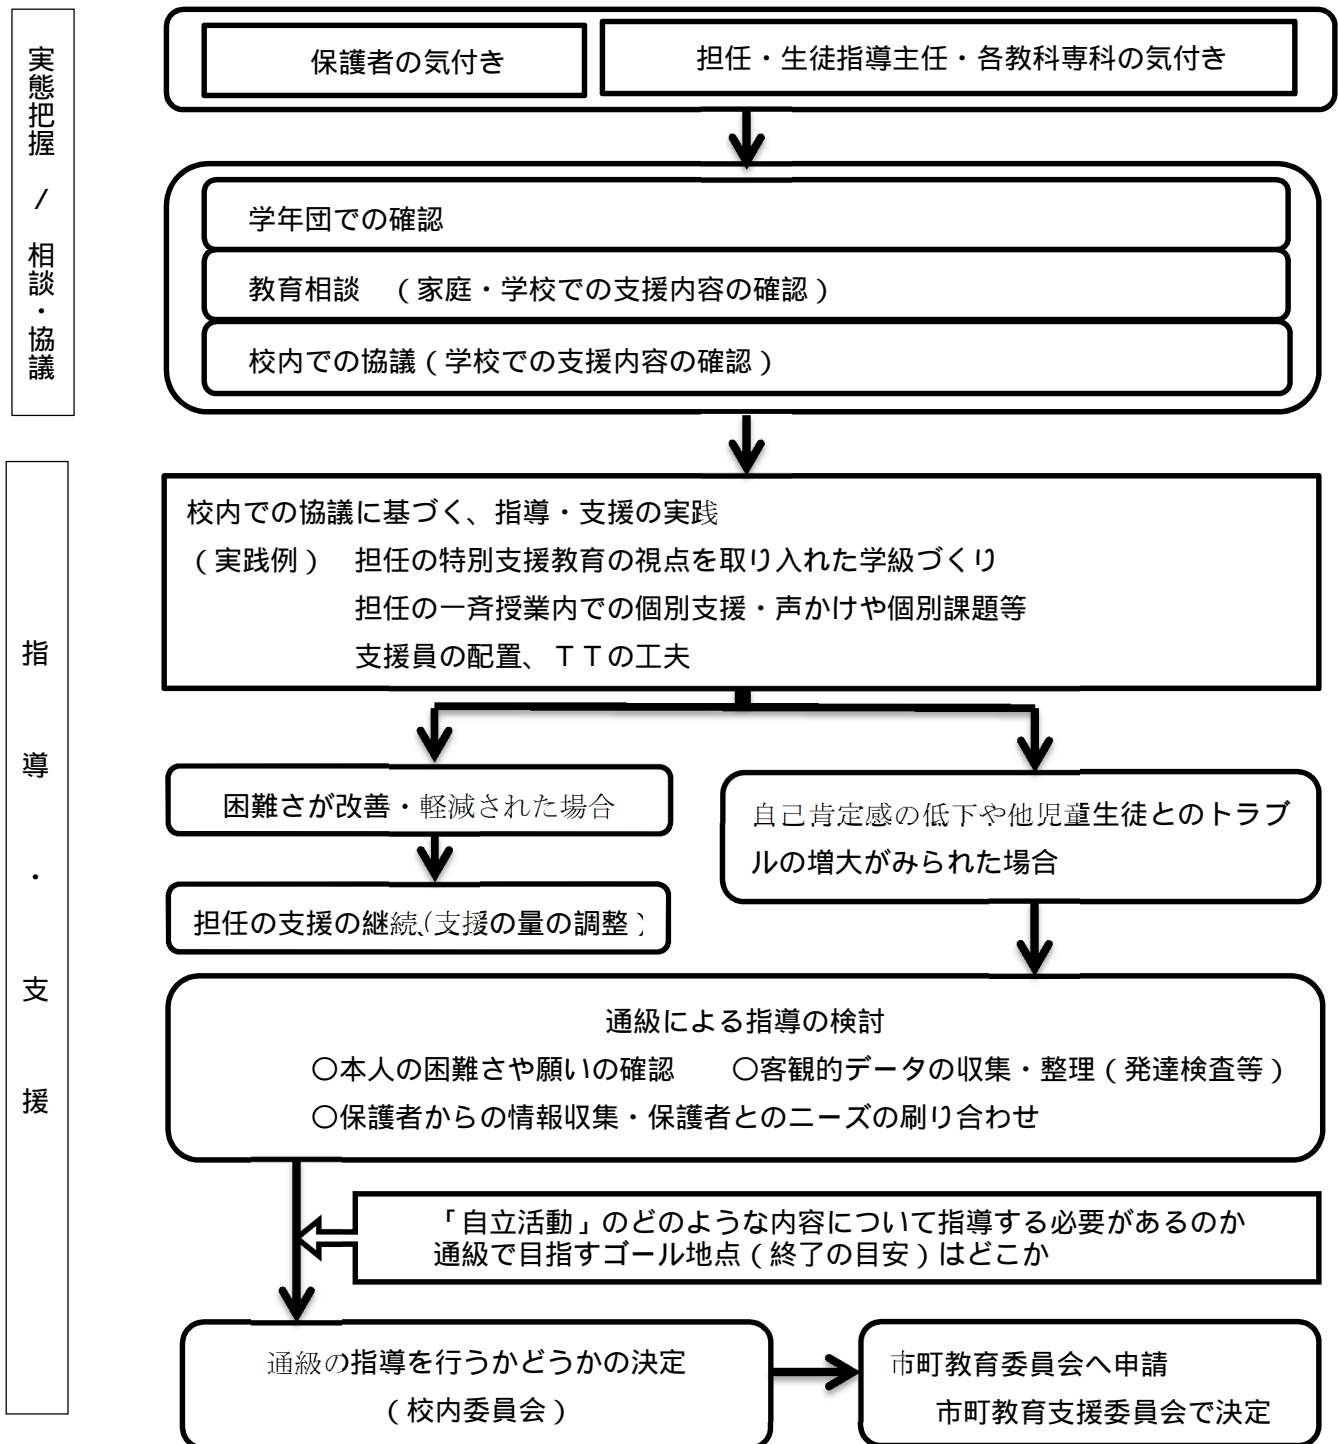 実態把握 / 相談・協議
保護者の気付き
担任・生徒指導主任・各教科専科の気付き
学年団での確認
教育相談　（家庭・学校での支援内容の確認）
校内での協議（学校での支援内容の確認）
指導・支援
校内での協議に基づく、指導・支援の実践
（実践例）　担任の特別支援教育の視点を取り入れた学級づくり
担任の一斉授業内での個別支援・声かけや個別課題等
支援員の配置、ＴＴの工夫
困難さが改善・軽減された場合
担任の支援の継続（支援の量の調整）
自己肯定感の低下や他児童生徒とのトラブ
ルの増大がみられた場合
通級による指導の検討
○本人の困難さや願いの確認　　○客観的データの収集・整理（発達検査等）
○保護者からの情報収集・保護者とのニーズの刷り合わせ
「自立活動」のどのような内容について指導する必要があるのか
通級で目指すゴール地点（終了の目安）はどこか
通級の指導を行うかどうかの決定
（校内委員会）
市町教育委員会へ申請
市町教育支援委員会で決定